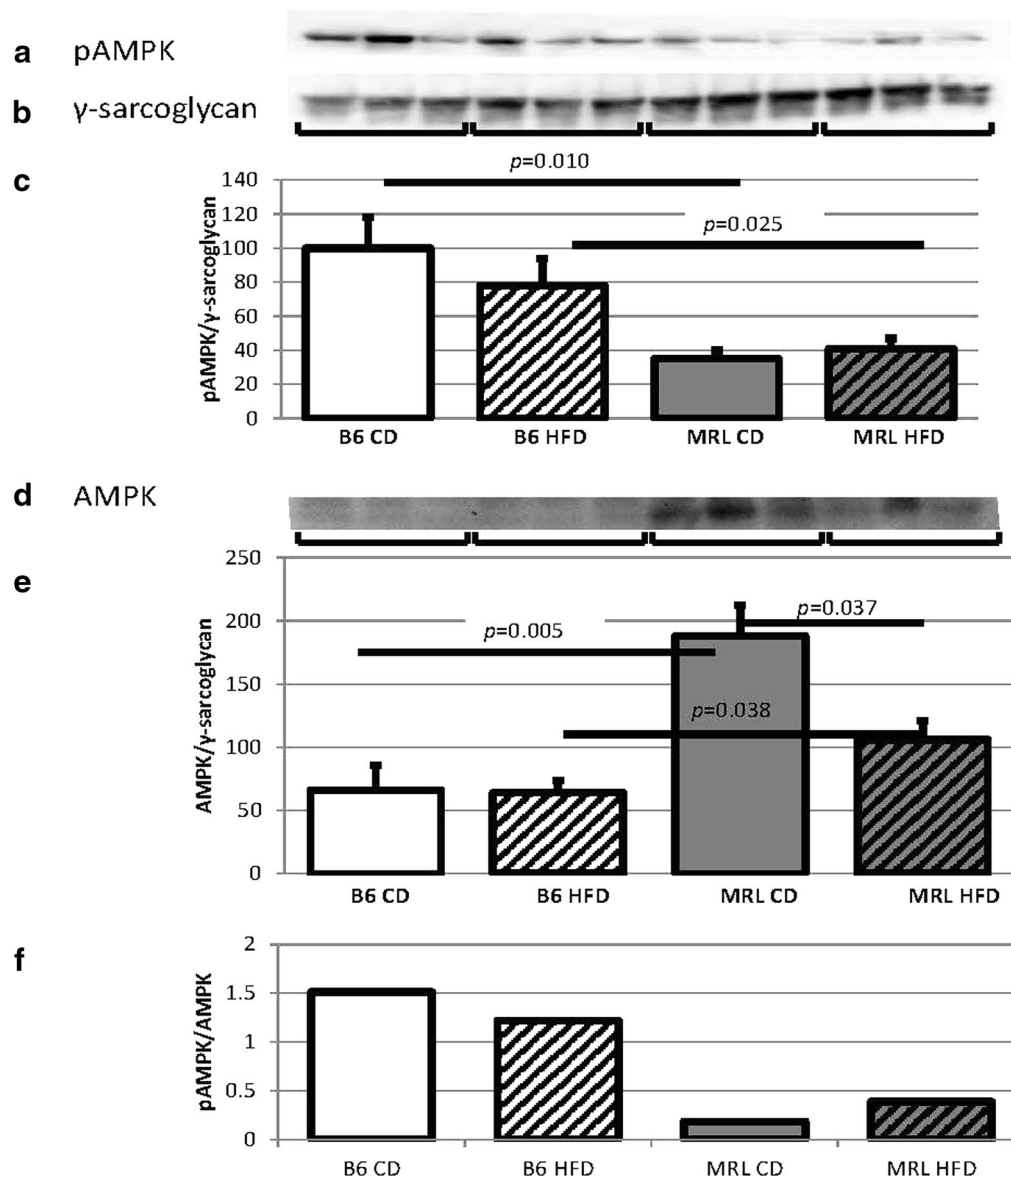 a pAMPK
b γ-sarcoglycan
c
p=0.010
p=0.025
pAMPK/γ-sarcoglycan
140
120
100
80
60
40
20
0
B6 CD B6 HFD MRL CD MRL HFD
d AMPK
e
p=0.037
p=0.005
p=0.038
AMPK/γ-sarcoglycan
250
200
150
100
50
0
B6 CD B6 HFD MRL CD MRL HFD
f
pAMPK/AMPK
2
1.5
1
0.5
0
B6 CD B6 HFD MRL CD MRL HFD